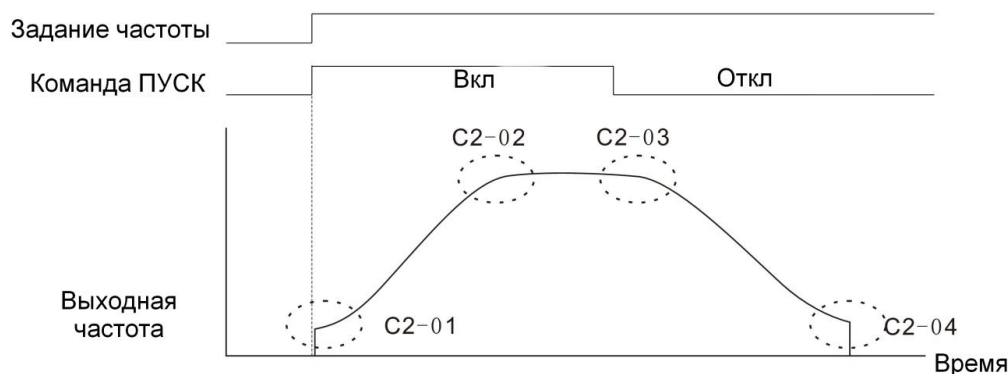 Задание частоты
Команда ПУСК
Вкл
Откл
C2-02
C2-03
Выходная
частота
C2-01
C2-04
Время